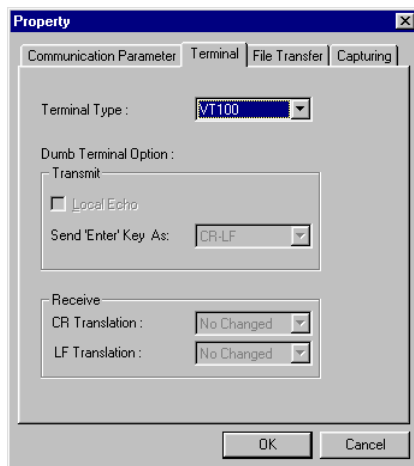 Property
Communication Parameter Terminal File Transfer Capturing
Terminal Type : VT100
Dumb Terminal Option :
Transmit
Local Echo
Send 'Enter' Key As: CR-LF
Receive
CR Translation : No Changed
LF Translation : No Changed
OK Cancel